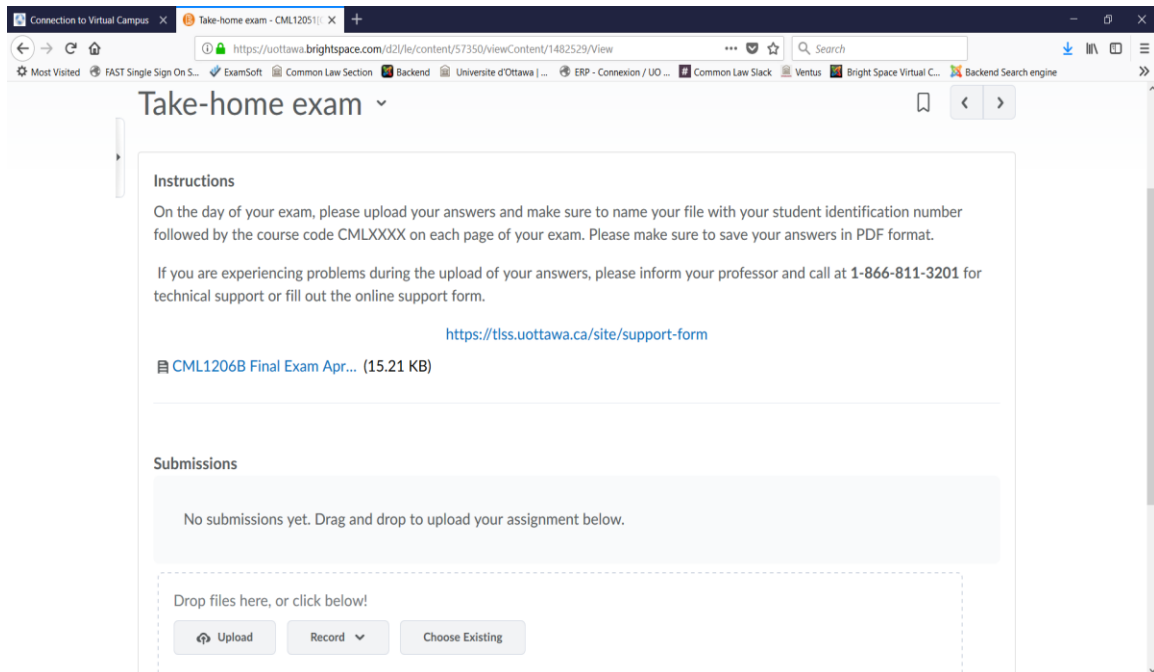 Connection to Virtual Campus
Take-home exam - CML12051[
https://uottawa.brightspace.com/d2l/le/content/57350/viewContent/1482529/View
Search
Most Visited FAST Single Sign On S... ExamSoft Common Law Section Backend Universite d'Ottawa | ... ERP - Connexion / UO ... Common Law Slack Ventus Bright Space Virtual C... Backend Search engine
Take-home exam
Instructions
On the day of your exam, please upload your answers and make sure to name your file with your student identification number
followed by the course code CMLXXXX on each page of your exam. Please make sure to save your answers in PDF format.
If you are experiencing problems during the upload of your answers, please inform your professor and call at 1-866-811-3201 for
technical support or fill out the online support form.
https://tlss.uottawa.ca/site/support-form
CML1206B Final Exam Apr... (15.21 KB)
Submissions
No submissions yet. Drag and drop to upload your assignment below.
Drop files here, or click below!
Upload Record Choose Existing